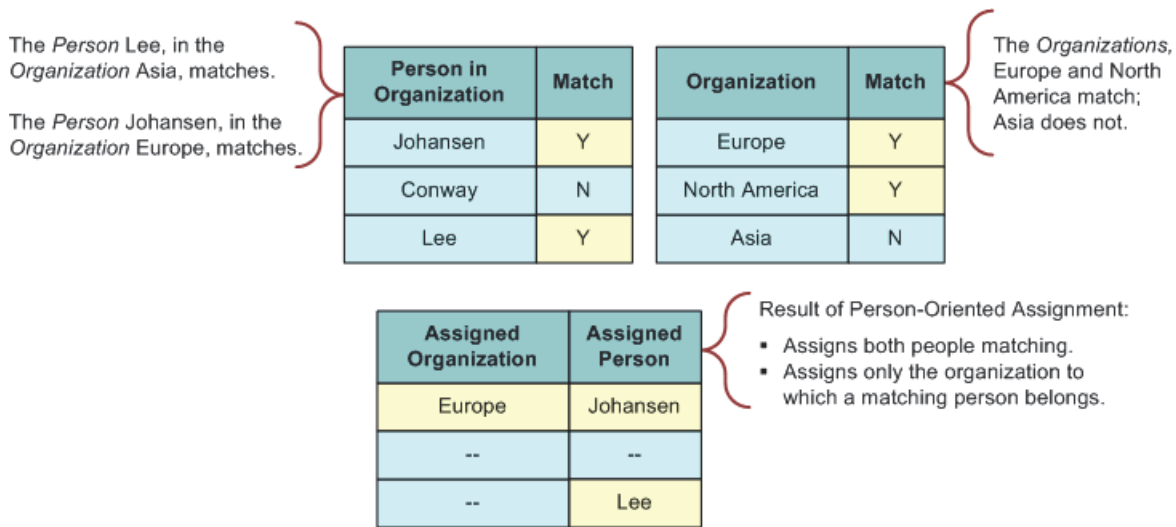 The Person Lee, in the
Organization Asia, matches.
The Person Johansen, in the
Organization Europe, matches.
Person in
Organization
Match
Johansen
Y
Conway
N
Lee
Y
Organization
Match
Europe
Y
North America
Y
Asia
N
The Organizations,
Europe and North
America match;
Asia does not.
Assigned
Organization
Assigned
Person
Europe
Johansen
--
--
--
Lee
Result of Person-Oriented Assignment:
▪ Assigns both people matching.
▪ Assigns only the organization to
which a matching person belongs.